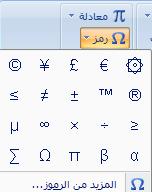 معادلة
رمز
© ¥ £ €
≤ ≠ ± ™ ®
µ ∞ × ÷ ≥
∑ Ω π β α
المزيد من الرموز...